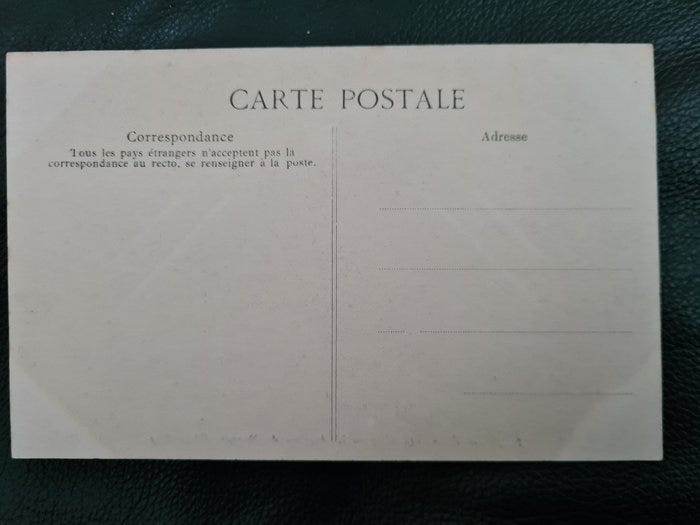 CARTE POSTALE
Correspondance
Tous les pays étrangers n'acceptent pas la
correspondance au recto, se renseigner à la poste.
Adresse